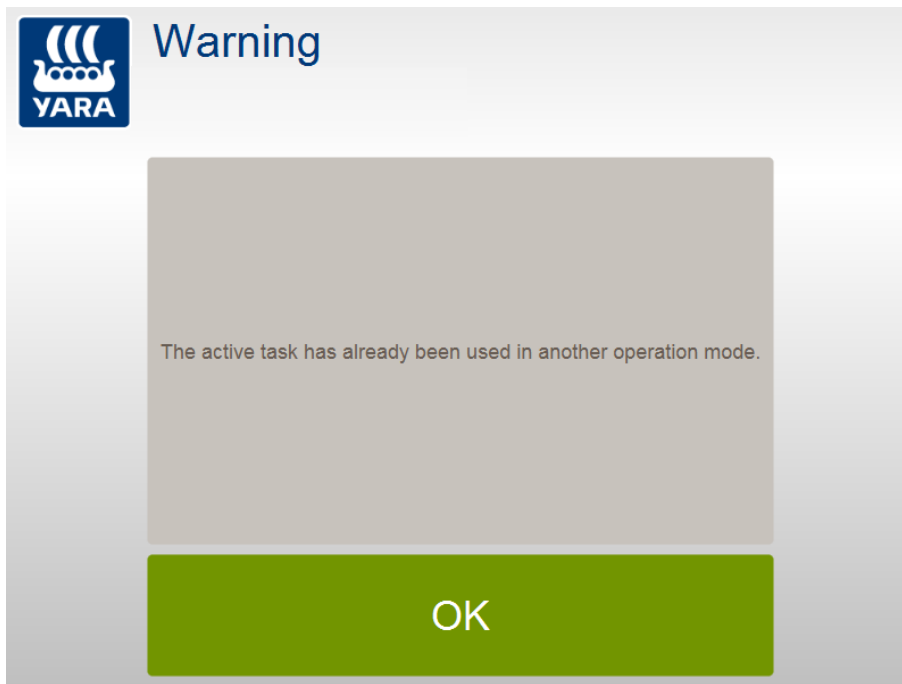 Warning
YARA
The active task has already been used in another operation mode.
OK